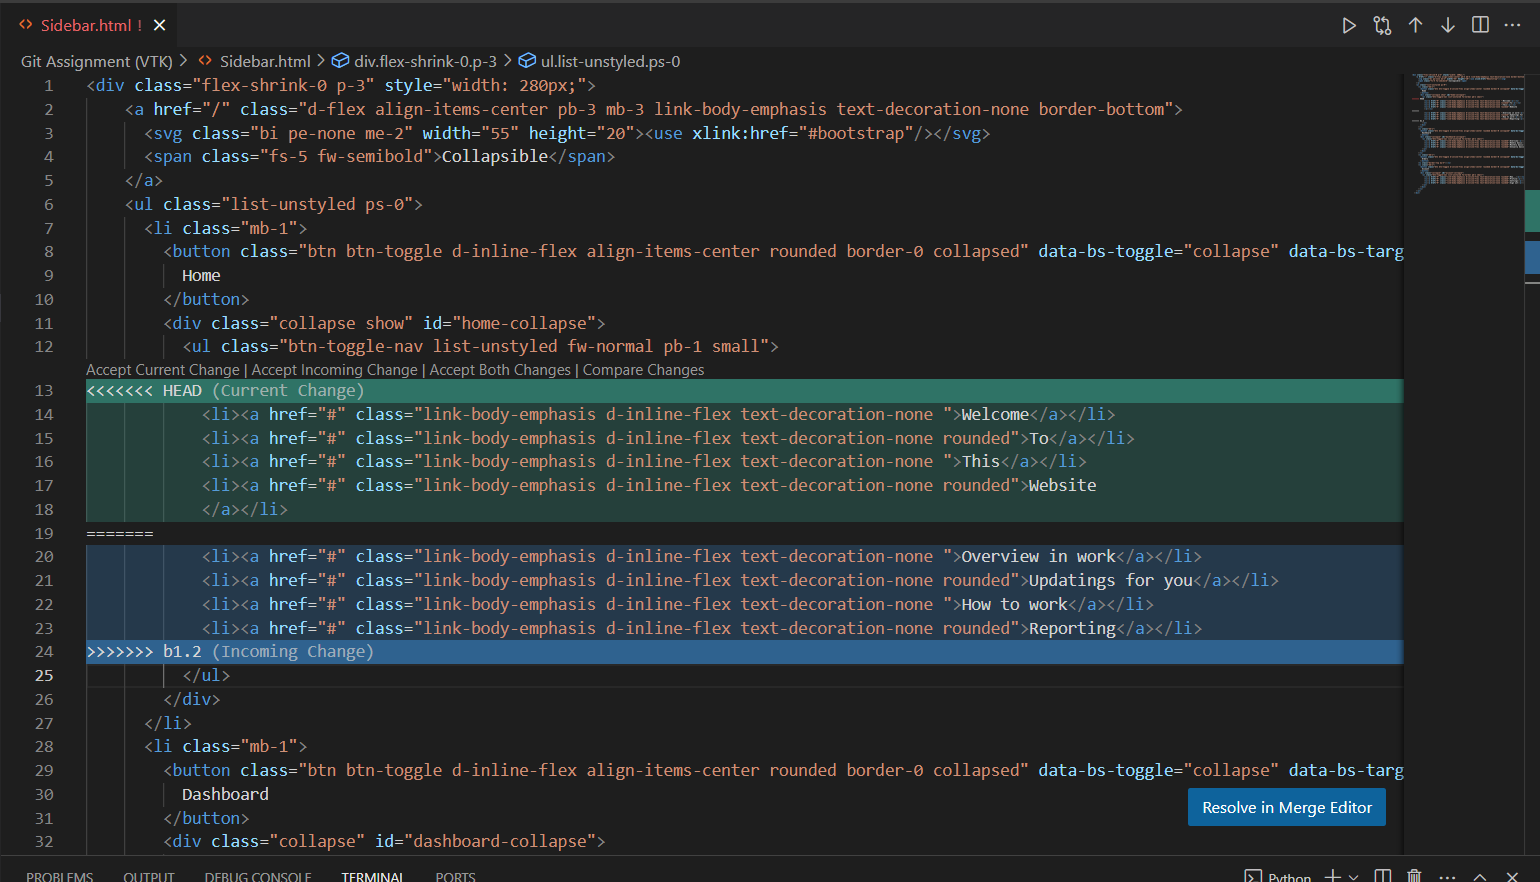 Sidebar.html !
Git Assignment (VTK) > Sidebar.html > div.flex-shrink-0.p-3 > ul.list-unstyled.ps-0
1 <div class="flex-shrink-0 p-3" style="width: 280px;">
2 <a href="/" class="d-flex align-items-center pb-3 mb-3 link-body-emphasis text-decoration-none border-bottom">
3 <svg class="bi pe-none me-2" width="55" height="20"><use xlink:href="#bootstrap"/></svg>
4 <span class="fs-5 fw-semibold">Collapsible</span>
5 </a>
6 <ul class="list-unstyled ps-0">
7 <li class="mb-1">
8 <button class="btn btn-toggle d-inline-flex align-items-center rounded border-0 collapsed" data-bs-toggle="collapse" data-bs-targ
9 Home
10 </button>
11 <div class="collapse show" id="home-collapse">
12 <ul class="btn-toggle-nav list-unstyled fw-normal pb-1 small">
Accept Current Change | Accept Incoming Change | Accept Both Changes | Compare Changes
13 <<<<<<< HEAD (Current Change)
14 <li><a href="#" class="link-body-emphasis d-inline-flex text-decoration-none ">Welcome</a></li>
15 <li><a href="#" class="link-body-emphasis d-inline-flex text-decoration-none rounded">To</a></li>
16 <li><a href="#" class="link-body-emphasis d-inline-flex text-decoration-none ">This</a></li>
17 <li><a href="#" class="link-body-emphasis d-inline-flex text-decoration-none rounded">Website
18 </a></li>
19 =======
20 <li><a href="#" class="link-body-emphasis d-inline-flex text-decoration-none ">Overview in work</a></li>
21 <li><a href="#" class="link-body-emphasis d-inline-flex text-decoration-none rounded">Updatings for you</a></li>
22 <li><a href="#" class="link-body-emphasis d-inline-flex text-decoration-none ">How to work</a></li>
23 <li><a href="#" class="link-body-emphasis d-inline-flex text-decoration-none rounded">Reporting</a></li>
24 >>>>>>> b1.2 (Incoming Change)
25 </ul>
26 </div>
27 </li>
28 <li class="mb-1">
29 <button class="btn btn-toggle d-inline-flex align-items-center rounded border-0 collapsed" data-bs-toggle="collapse" data-bs-targ
30 Dashboard
31 </button>
32 <div class="collapse" id="dashboard-collapse">
Resolve in Merge Editor
PROBLEMS OUTPUT DEBUG CONSOLE TERMINAL PORTS Python